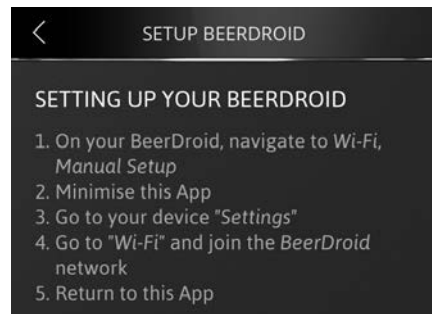 SETUP BEERDROID
SETTING UP YOUR BEERDROID
1. On your BeerDroid, navigate to Wi-Fi,
Manual Setup
2. Minimise this App
3. Go to your device "Settings"
4. Go to "Wi-Fi" and join the BeerDroid
network
5. Return to this App